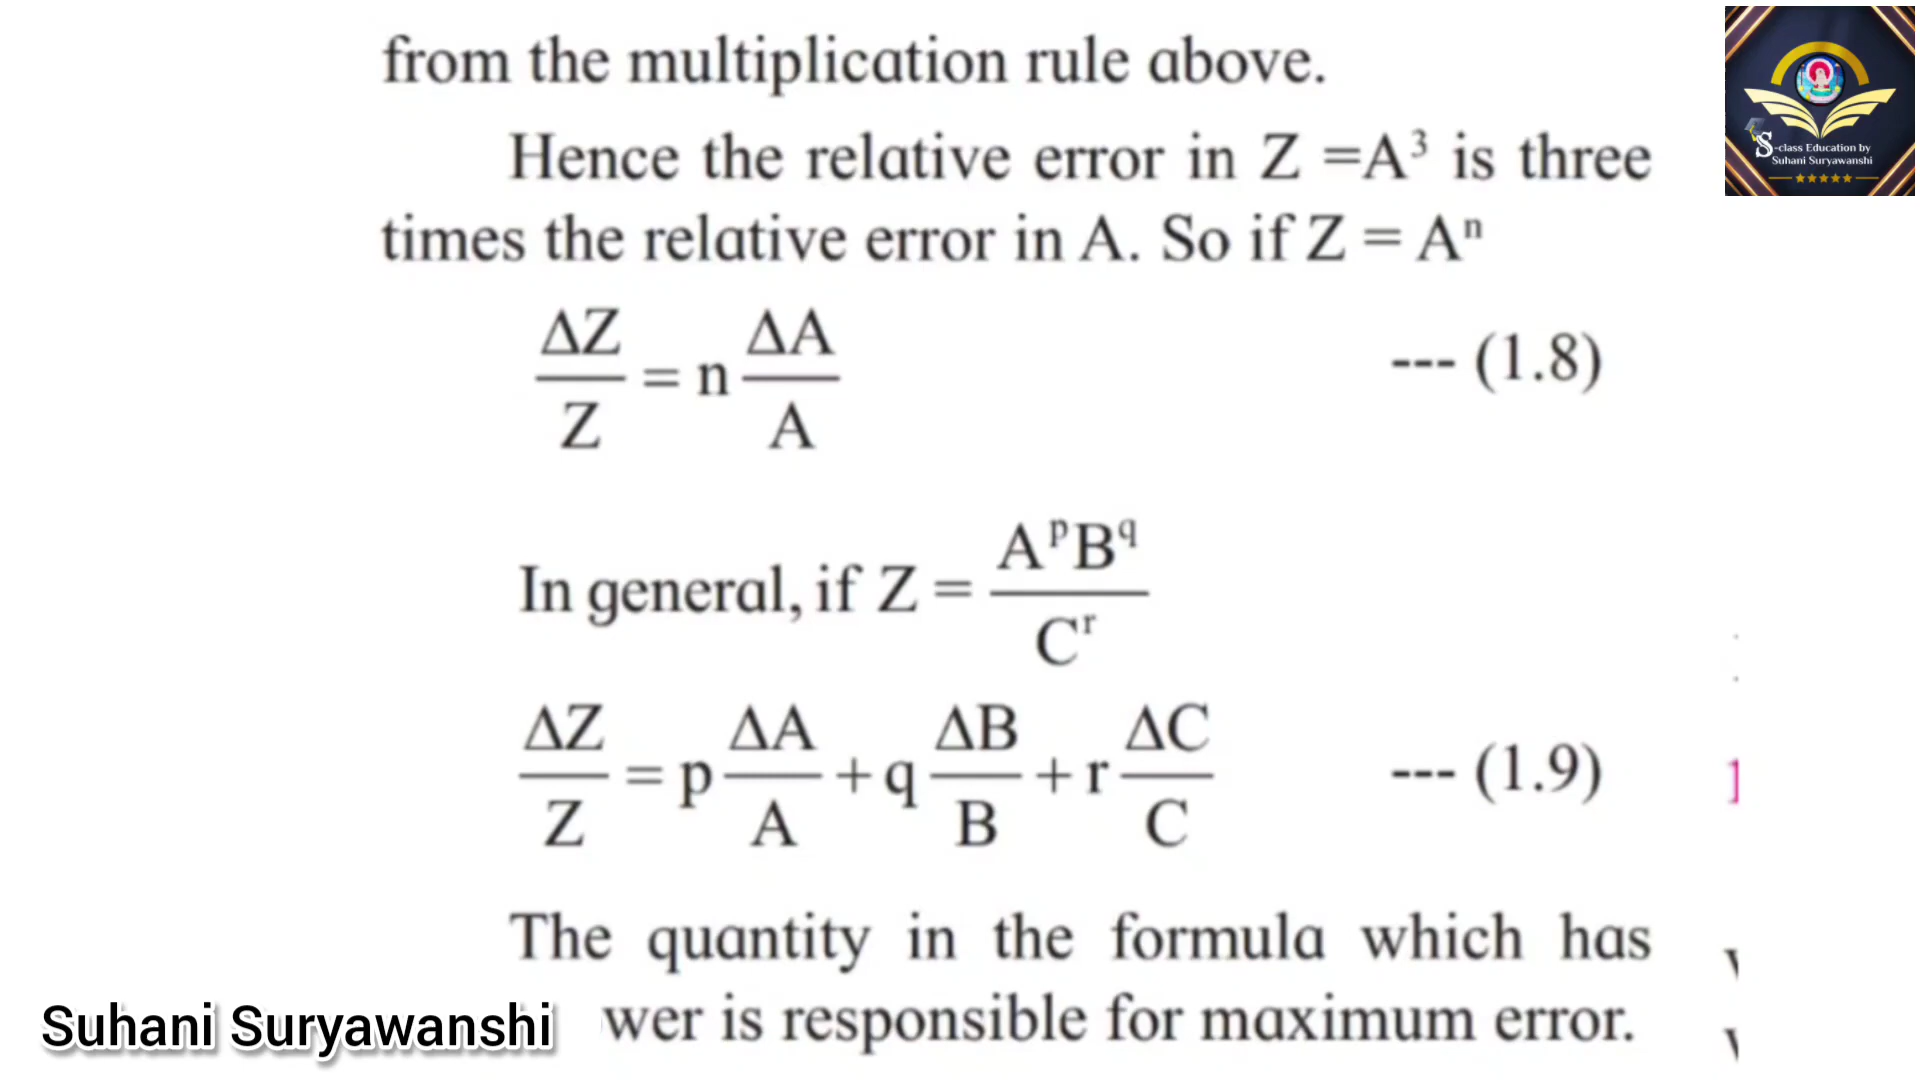 from the multiplication rule above.
Hence the relative error in Z =A³ is three
times the relative error in A. So if Z = Aⁿ
ΔZ/Z = n ΔA/A --- (1.8)
In general, if Z = AᵖB^q/Cʳ
ΔZ/Z = p ΔA/A + q ΔB/B + r ΔC/C --- (1.9)
The quantity in the formula which has
wer is responsible for maximum error.
Suhani Suryawanshi
S-class Education by
Suhani Suryawanshi